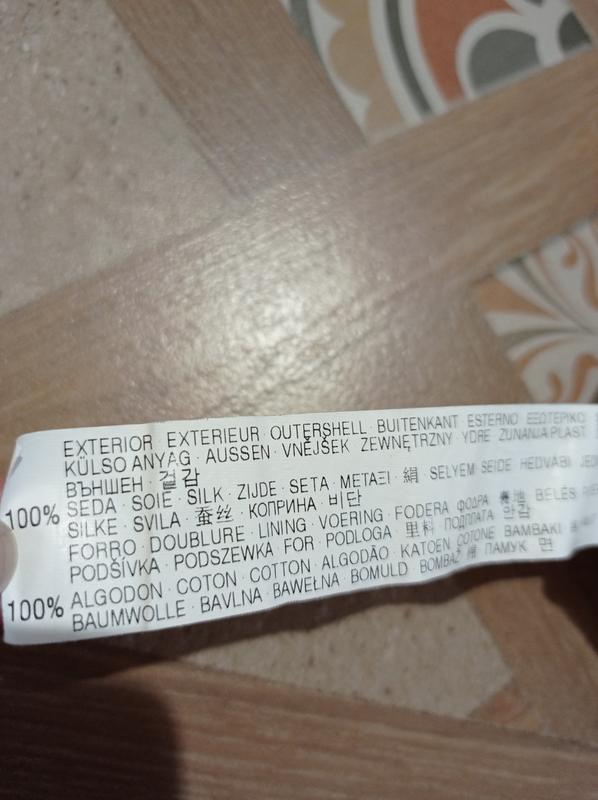 EXTERIOR · EXTERIEUR · OUTERSHELL · BUITENKANT · ESTERNO · ΕΞΩΤΕΡΙΚΟ
KÜLSO ANYAG · AUSSEN · VNĚJŠEK · ZEWNĘTRZNY · YDRE · ZUNANJA PLAST
ВЪНШЕН · 겉감
100% SEDA · SOIE · SILK · ZIJDE · SETA · ΜΕΤΑΞΙ · 絹 · SELYEM · SEIDE · HEDVÁBÍ
SILKE · SVILA · 蚕丝 · КОПРИНА · 비단
FORRO · DOUBLURE · LINING · VOERING · FODERA · ΦΟΔΡΑ · 裏地 · BÉLÉS
PODŠÍVKA · PODSZEWKA · FOR · PODLOGA · 里料 · ПОДПЛАТА · 안감
100% ALGODON · COTON · COTTON · ALGODÃO · KATOEN · COTONE · BAMBAKI
BAUMWOLLE · BAVLNA · BAWEŁNA · BOMULD · BOMBAŽ · 棉 · ПАМУК · 면